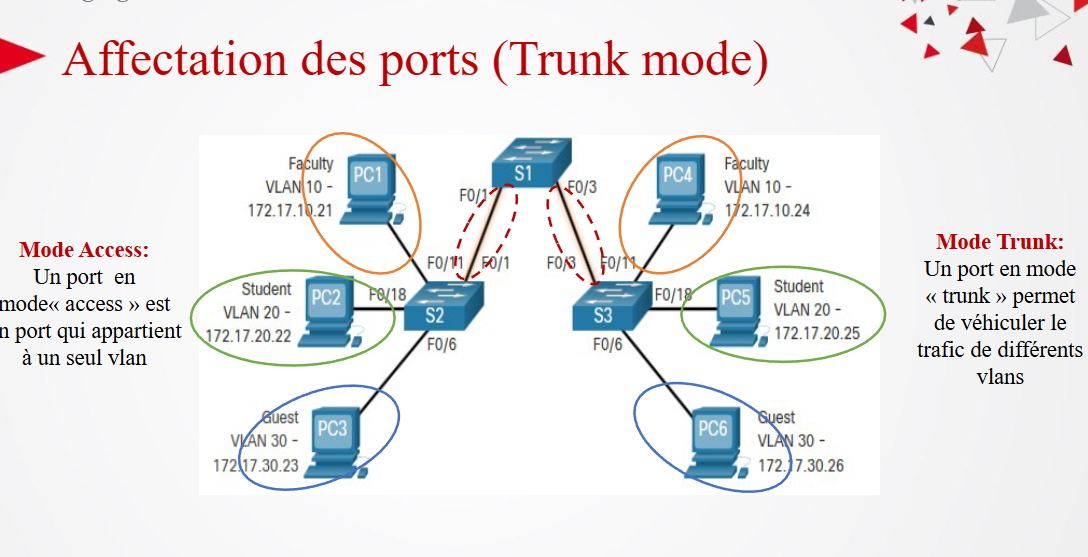 Affectation des ports (Trunk mode)
Mode Access:
Un port en
mode« access » est
n port qui appartient
à un seul vlan
Faculty
VLAN 10 -
172.17.10.21
PC1
S1
F0/1
F0/3
PC4
Faculty
VLAN 10 -
172.17.10.24
F0/11
F0/1
F0/3
F0/11
Student
VLAN 20 -
172.17.20.22
PC2
F0/18
S2
F0/6
S3
F0/18
F0/6
PC5
Student
VLAN 20 -
172.17.20.25
Guest
VLAN 30 -
172.17.30.23
PC3
PC6
Guest
VLAN 30 -
172.17.30.26
Mode Trunk:
Un port en mode
« trunk » permet
de véhiculer le
trafic de différents
vlans